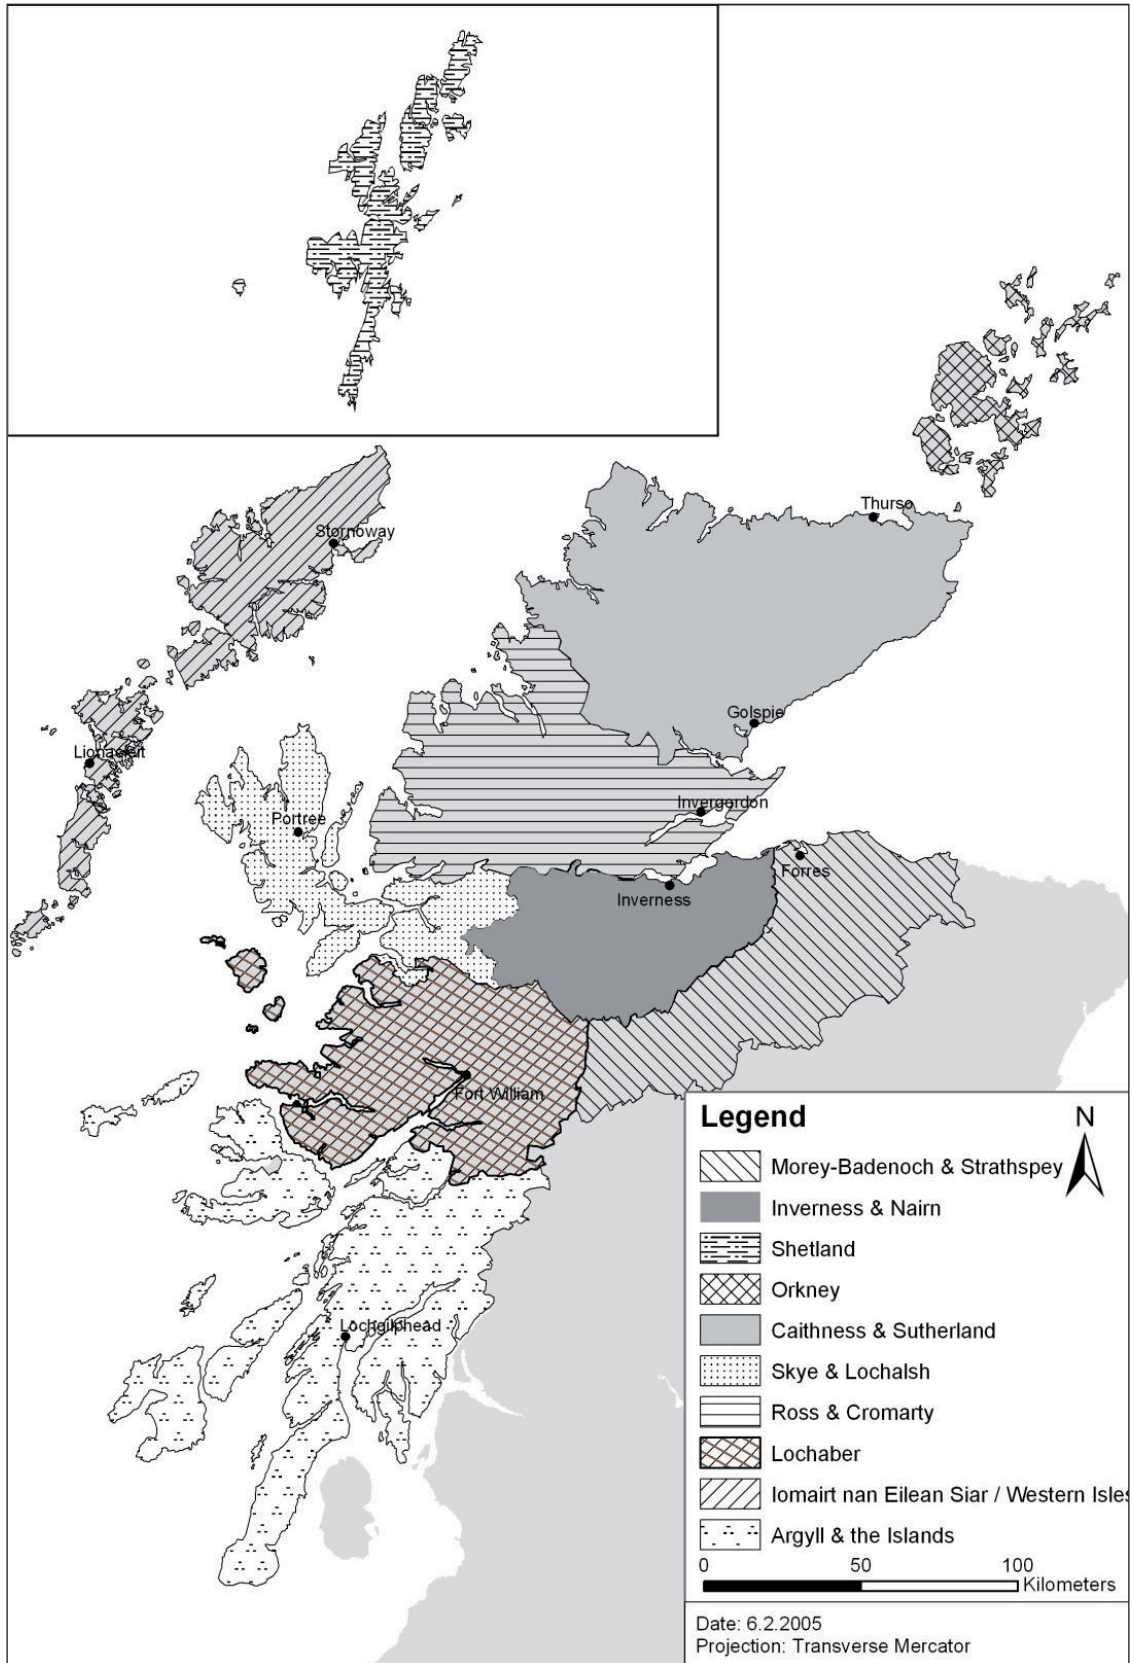 Thurso
Stornoway
Golspie
Invergordon
Portree
Forres
Inverness
Fort William
Lochgilphead
Legend
N
Morey-Badenoch & Strathspey
Inverness & Nairn
Shetland
Orkney
Caithness & Sutherland
Skye & Lochalsh
Ross & Cromarty
Lochaber
Iomairt nan Eilean Siar / Western Isles
Argyll & the Islands
0 50 100
Kilometers
Date: 6.2.2005
Projection: Transverse Mercator